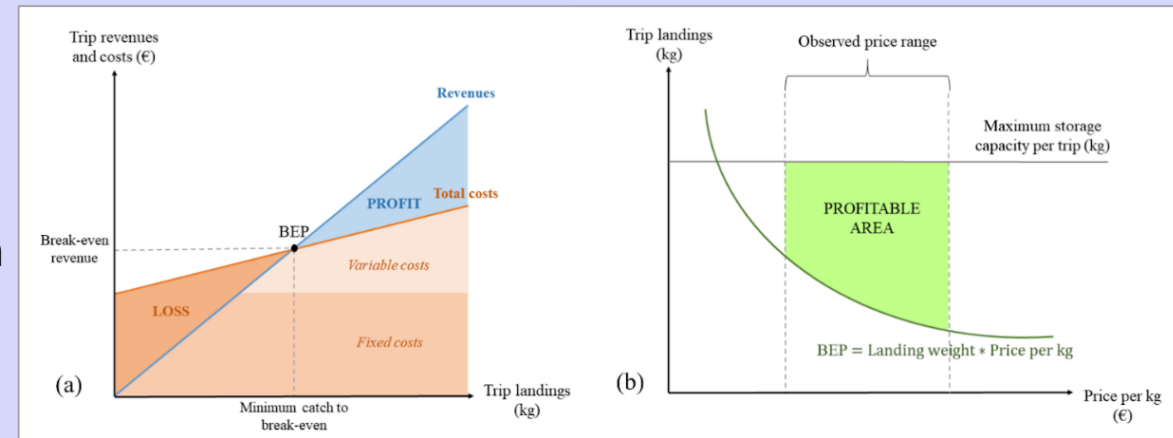 Trip revenues
and costs (€)
Revenues
Total costs
PROFIT
BEP
Break-even
revenue
Variable costs
LOSS
Fixed costs
(a)
Trip landings
(kg)
Minimum catch to
break-even
Trip landings
(kg)
Observed price range
Maximum storage
capacity per trip (kg)
PROFITABLE
AREA
BEP = Landing weight * Price per kg
(b)
Price per kg
(€)